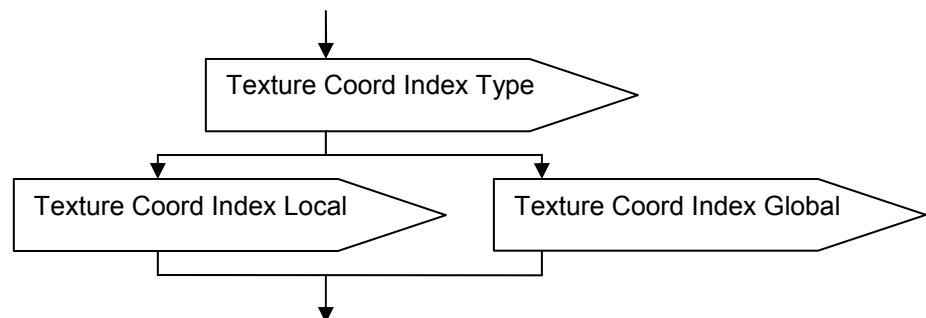 Texture Coord Index Type
Texture Coord Index Local
Texture Coord Index Global